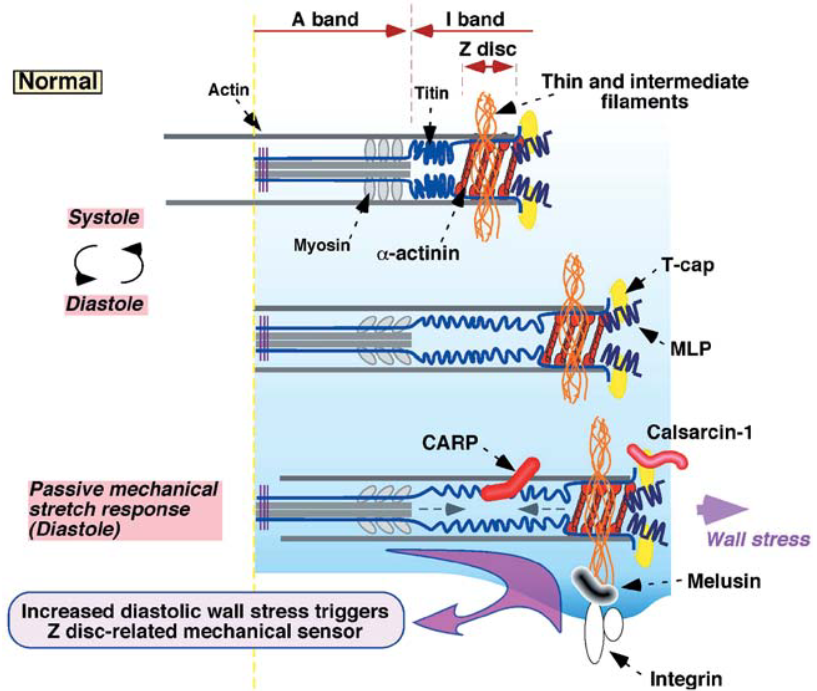 A band
I band
Z disc
Normal
Thin and intermediate
filaments
Actin
Titin
Systole
Myosin
α-actinin
Diastole
T-cap
MLP
CARP
Calsarcin-1
Passive mechanical
stretch response
(Diastole)
Wall stress
Melusin
Increased diastolic wall stress triggers
Z disc-related mechanical sensor
Integrin